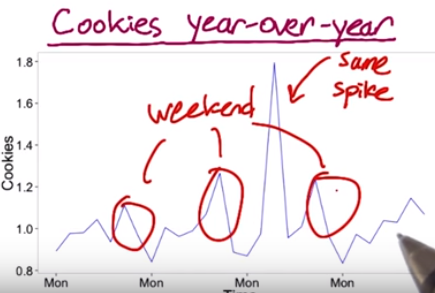 Cookies year-over-year
same
spike
weekend
1.8
1.6
1.4
1.2
1.0
0.8
Cookies
Mon
Mon
Mon
Mon